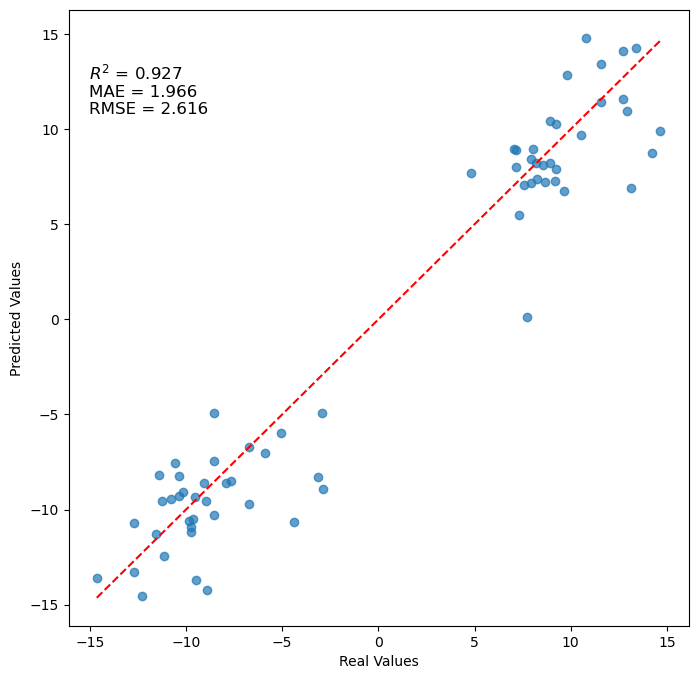 R² = 0.927
MAE = 1.966
RMSE = 2.616
15
10
5
0
−5
−10
−15
Predicted Values
−15 −10 −5 0 5 10 15
Real Values